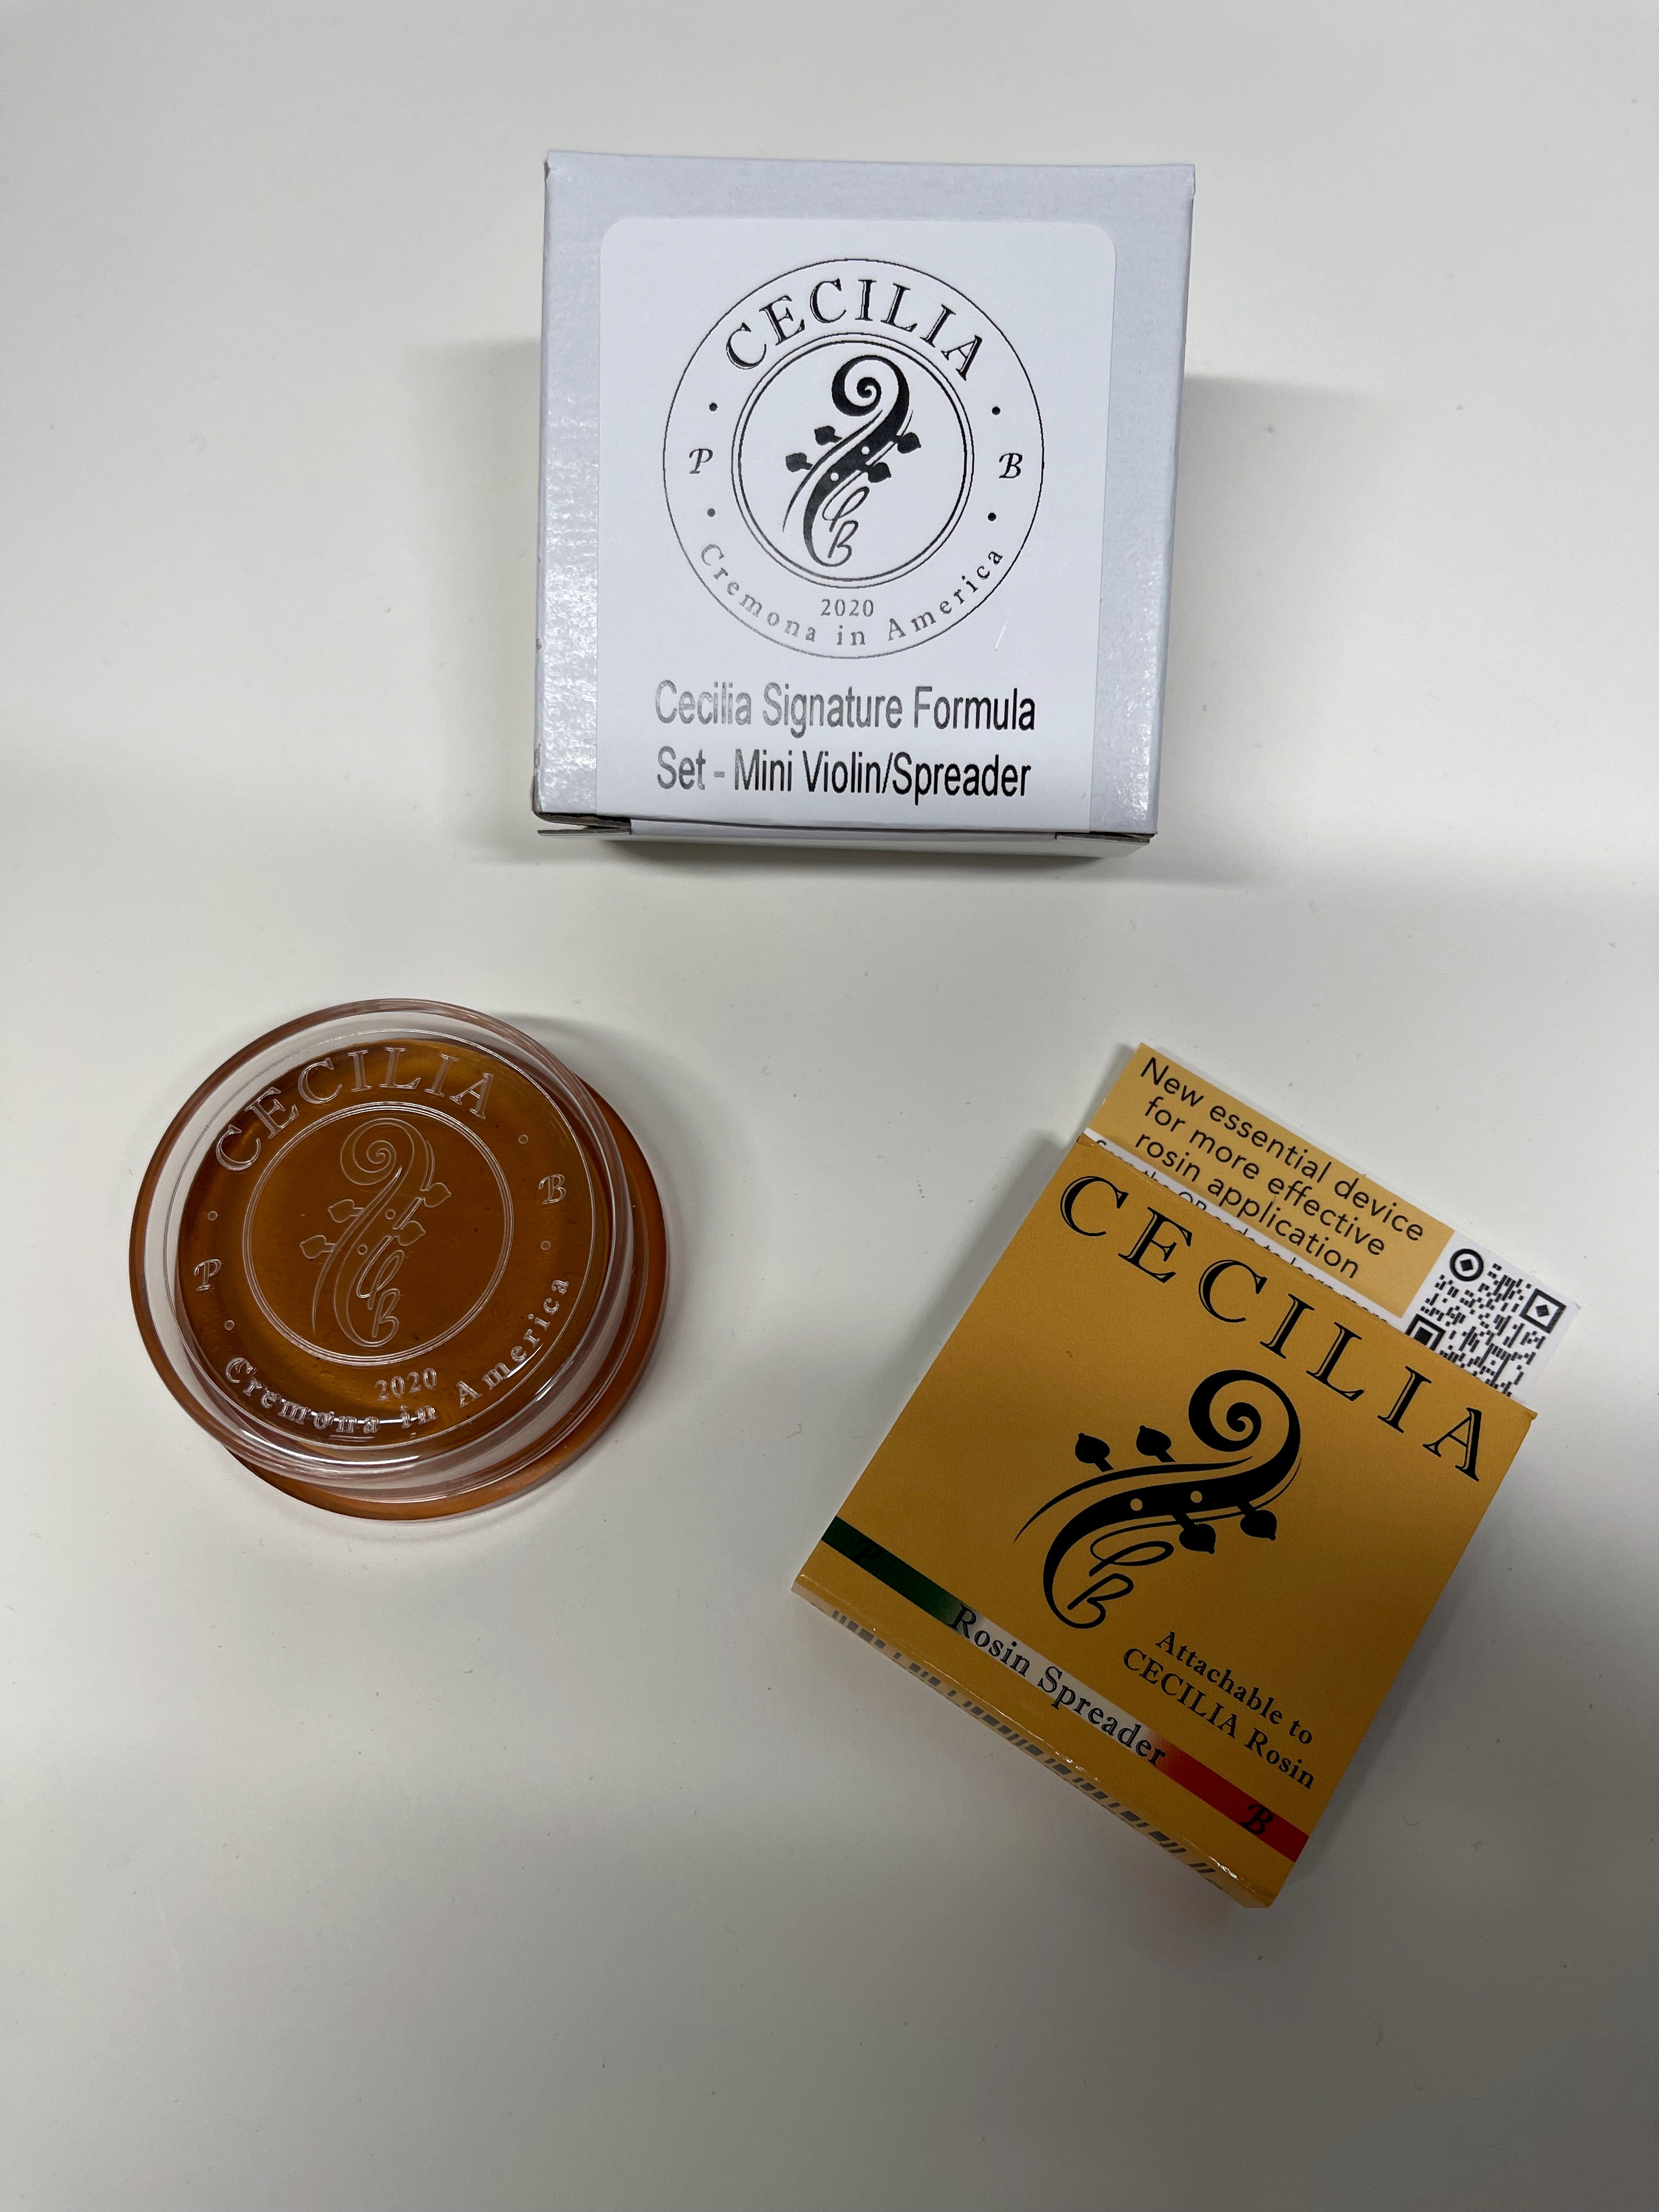 CECILIA
P B
2020
Cremona in America
Cecilia Signature Formula
Set - Mini Violin/Spreader
CECILIA
P B
2020
Cremona in America
New essential device
for more effective
rosin application
CECILIA
B
Attachable to
CECILIA Rosin
P Rosin Spreader B